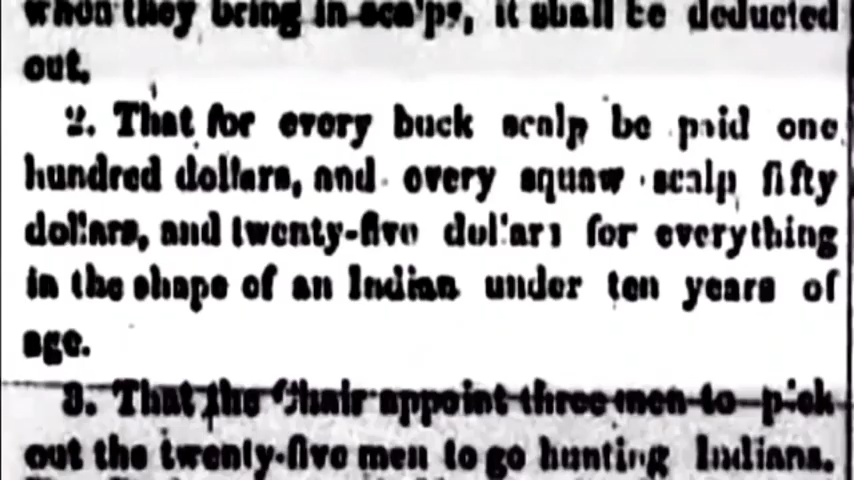 when they bring in scalps, it shall be deducted
out.
2. That for every buck scalp be paid one
hundred dollars, and every squaw scalp fifty
dollars, and twenty-five dollars for everything
in the shape of an Indian under ten years of
age.
3. That the Chair appoint three men to pick
out the twenty-five men to go hunting Indians.